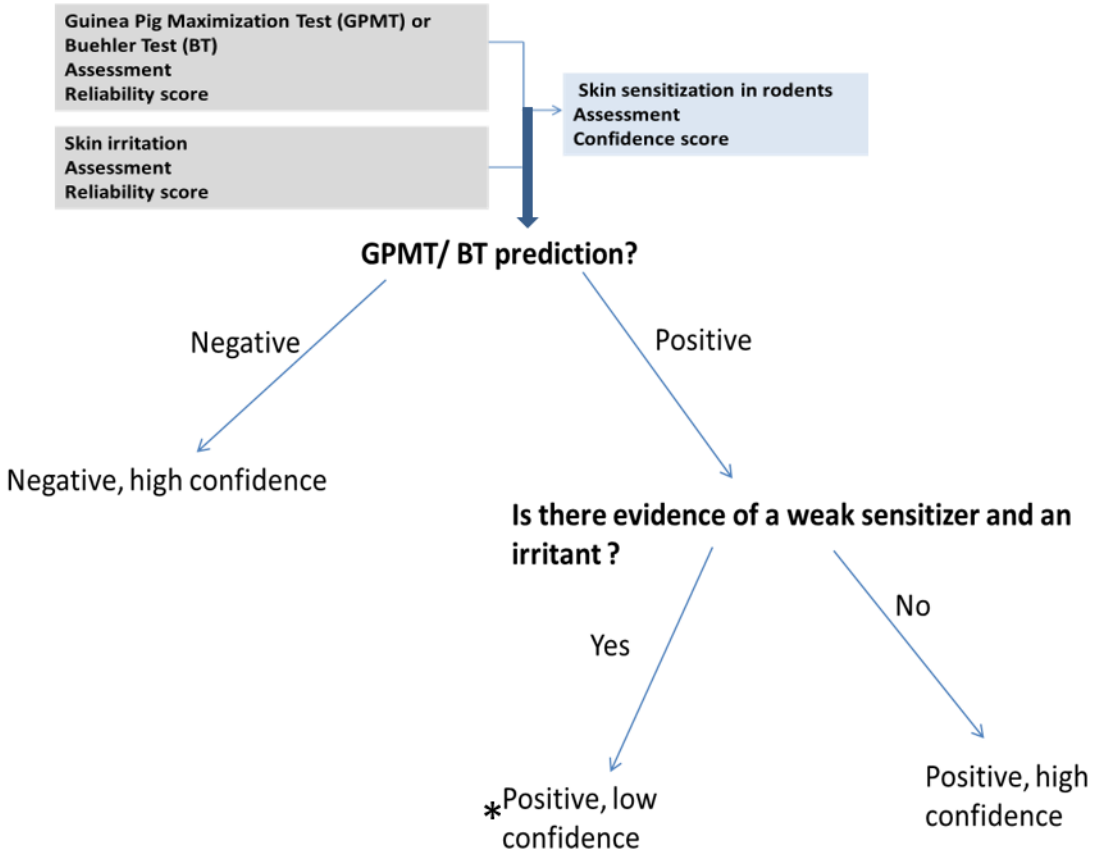 Guinea Pig Maximization Test (GPMT) or
Buehler Test (BT)
Assessment
Reliability score
Skin irritation
Assessment
Reliability score
Skin sensitization in rodents
Assessment
Confidence score
GPMT/ BT prediction?
Negative
Positive
Negative, high confidence
Is there evidence of a weak sensitizer and an
irritant ?
Yes
No
*Positive, low
confidence
Positive, high
confidence